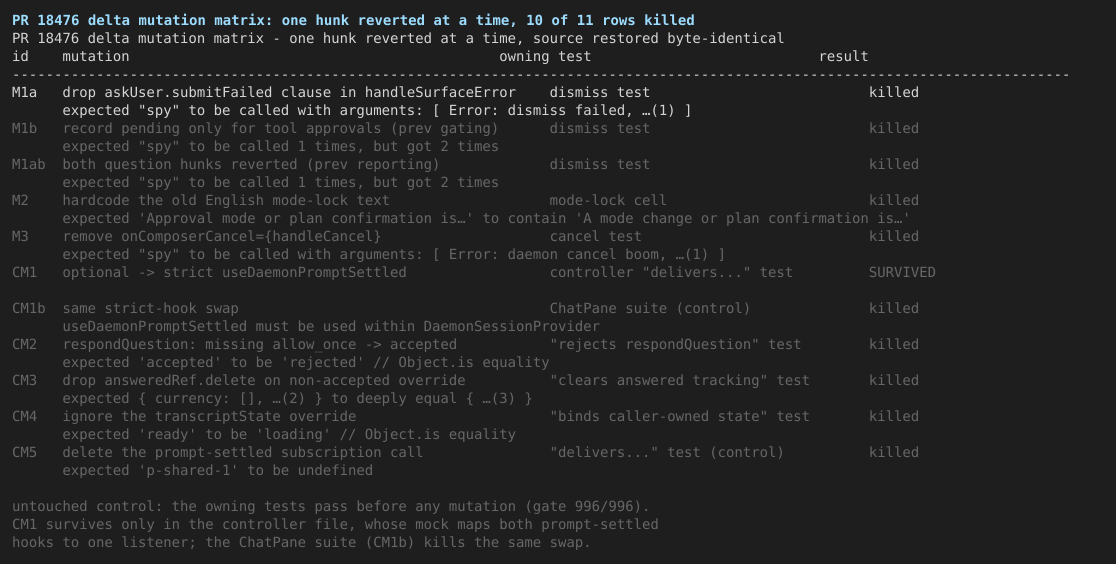 PR 18476 delta mutation matrix: one hunk reverted at a time, 10 of 11 rows killed
PR 18476 delta mutation matrix - one hunk reverted at a time, source restored byte-identical
id    mutation                                            owning test                           result
------------------------------------------------------------------------------------------------------------------------------
M1a   drop askUser.submitFailed clause in handleSurfaceError    dismiss test                          killed
      expected "spy" to be called with arguments: [ Error: dismiss failed, …(1) ]
M1b   record pending only for tool approvals (prev gating)      dismiss test                          killed
      expected "spy" to be called 1 times, but got 2 times
M1ab  both question hunks reverted (prev reporting)             dismiss test                          killed
      expected "spy" to be called 1 times, but got 2 times
M2    hardcode the old English mode-lock text                   mode-lock cell                        killed
      expected 'Approval mode or plan confirmation is…' to contain 'A mode change or plan confirmation is…'
M3    remove onComposerCancel={handleCancel}                    cancel test                           killed
      expected "spy" to be called with arguments: [ Error: daemon cancel boom, …(1) ]
CM1   optional -> strict useDaemonPromptSettled                 controller "delivers..." test         SURVIVED
CM1b  same strict-hook swap                                     ChatPane suite (control)              killed
      useDaemonPromptSettled must be used within DaemonSessionProvider
CM2   respondQuestion: missing allow_once -> accepted           "rejects respondQuestion" test        killed
      expected 'accepted' to be 'rejected' // Object.is equality
CM3   drop answeredRef.delete on non-accepted override          "clears answered tracking" test       killed
      expected { currency: [], …(2) } to deeply equal { …(3) }
CM4   ignore the transcriptState override                       "binds caller-owned state" test       killed
      expected 'ready' to be 'loading' // Object.is equality
CM5   delete the prompt-settled subscription call               "delivers..." test (control)          killed
      expected 'p-shared-1' to be undefined
untouched control: the owning tests pass before any mutation (gate 996/996).
CM1 survives only in the controller file, whose mock maps both prompt-settled
hooks to one listener; the ChatPane suite (CM1b) kills the same swap.